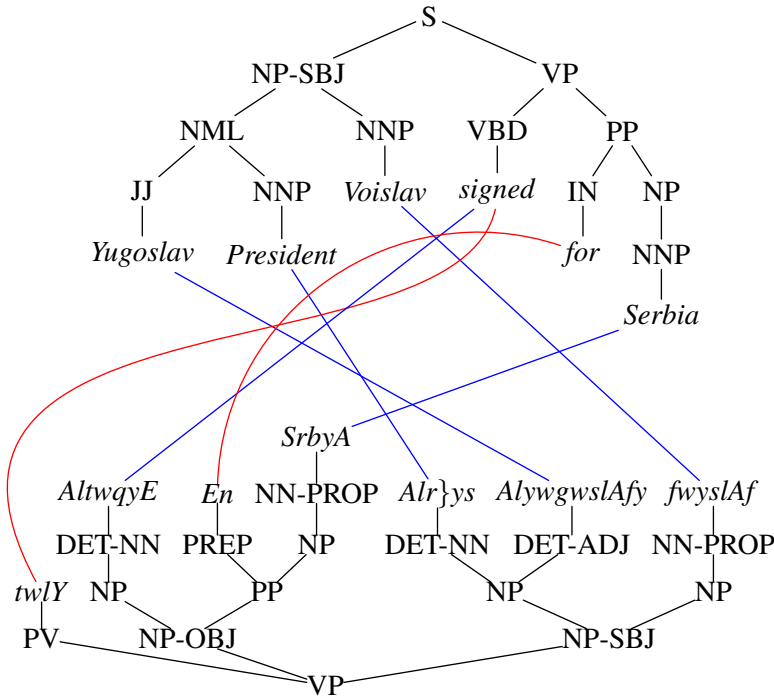 S
NP-SBJ VP
NML NNP VBD PP
JJ NNP Voislav signed IN NP
Yugoslav President for NNP
Serbia
SrbyA
AltwqyE En NN-PROP Alr}ys AlywgwslAfy fwyslAf
DET-NN PREP NP DET-NN DET-ADJ NN-PROP
twlY NP PP NP NP
PV NP-OBJ NP-SBJ
VP